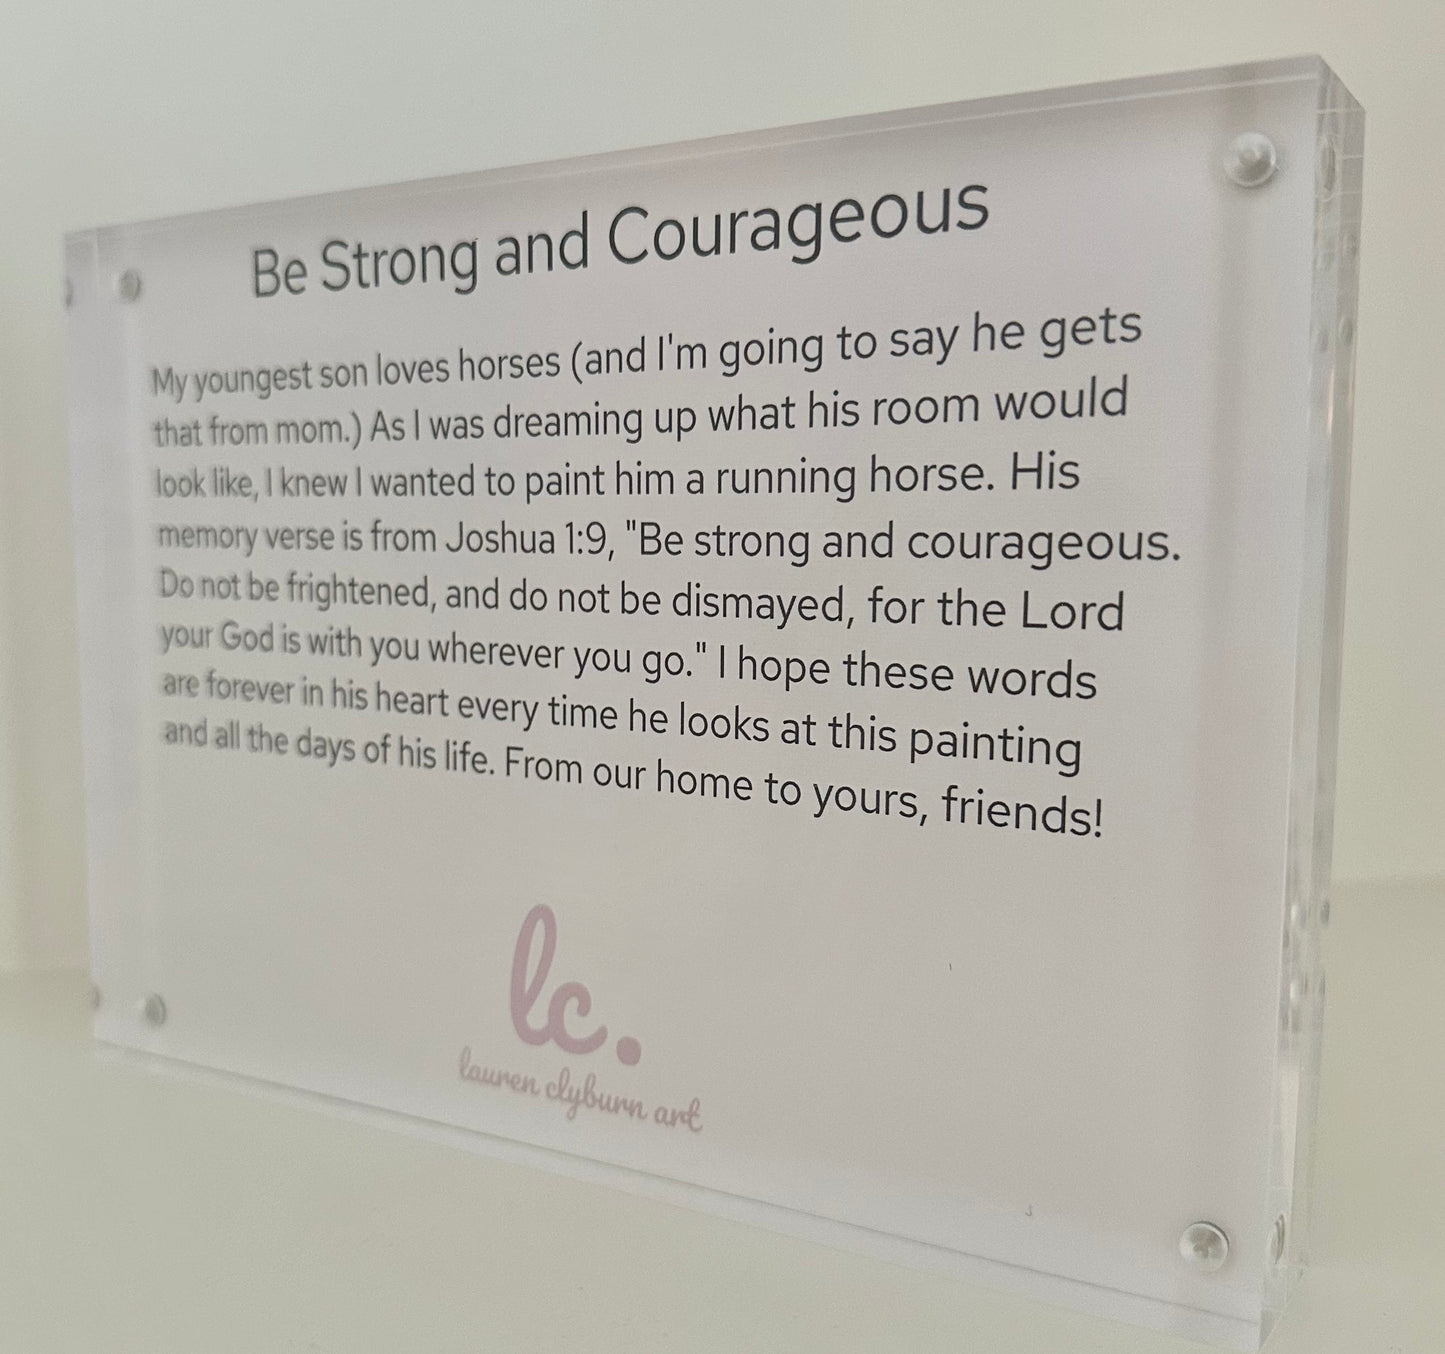 Be Strong and Courageous
My youngest son loves horses (and I'm going to say he gets
that from mom.) As I was dreaming up what his room would
look like, I knew I wanted to paint him a running horse. His
memory verse is from Joshua 1:9, "Be strong and courageous.
Do not be frightened, and do not be dismayed, for the Lord
your God is with you wherever you go." I hope these words
are forever in his heart every time he looks at this painting
and all the days of his life. From our home to yours, friends!
lc.
lauren clyburn art